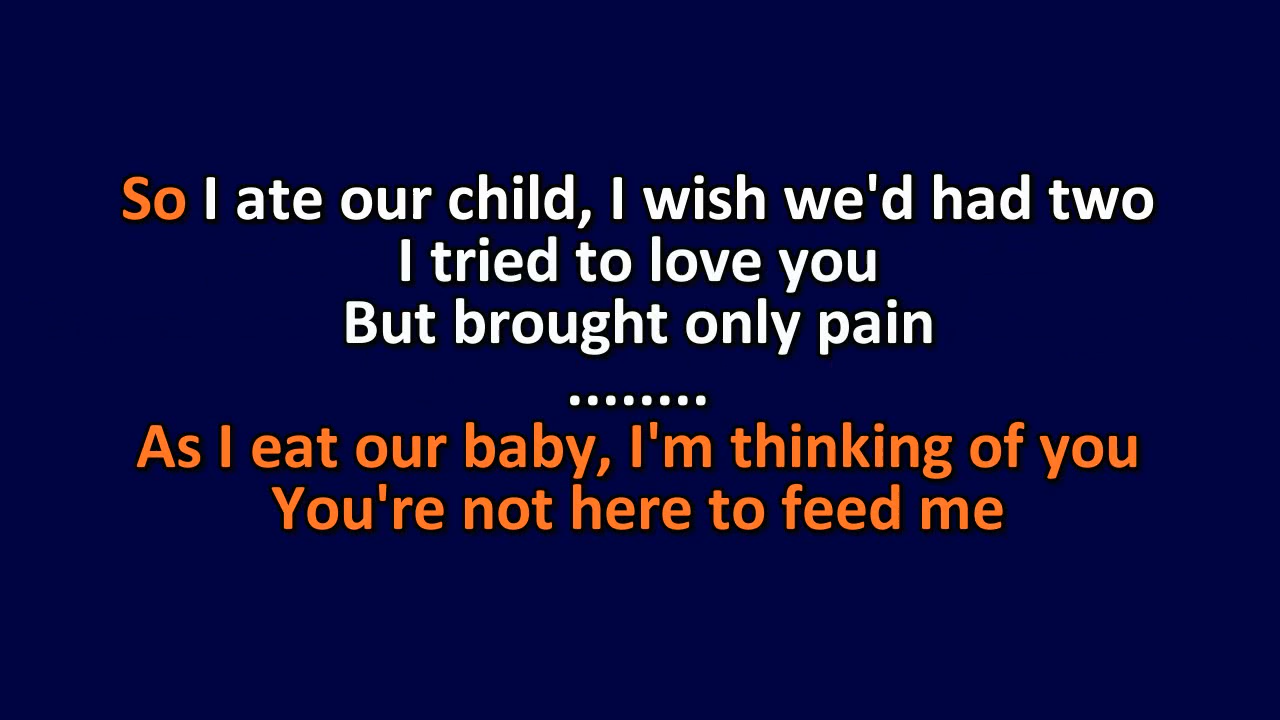 So I ate our child, I wish we'd had two
I tried to love you
But brought only pain
........
As I eat our baby, I'm thinking of you
You're not here to feed me